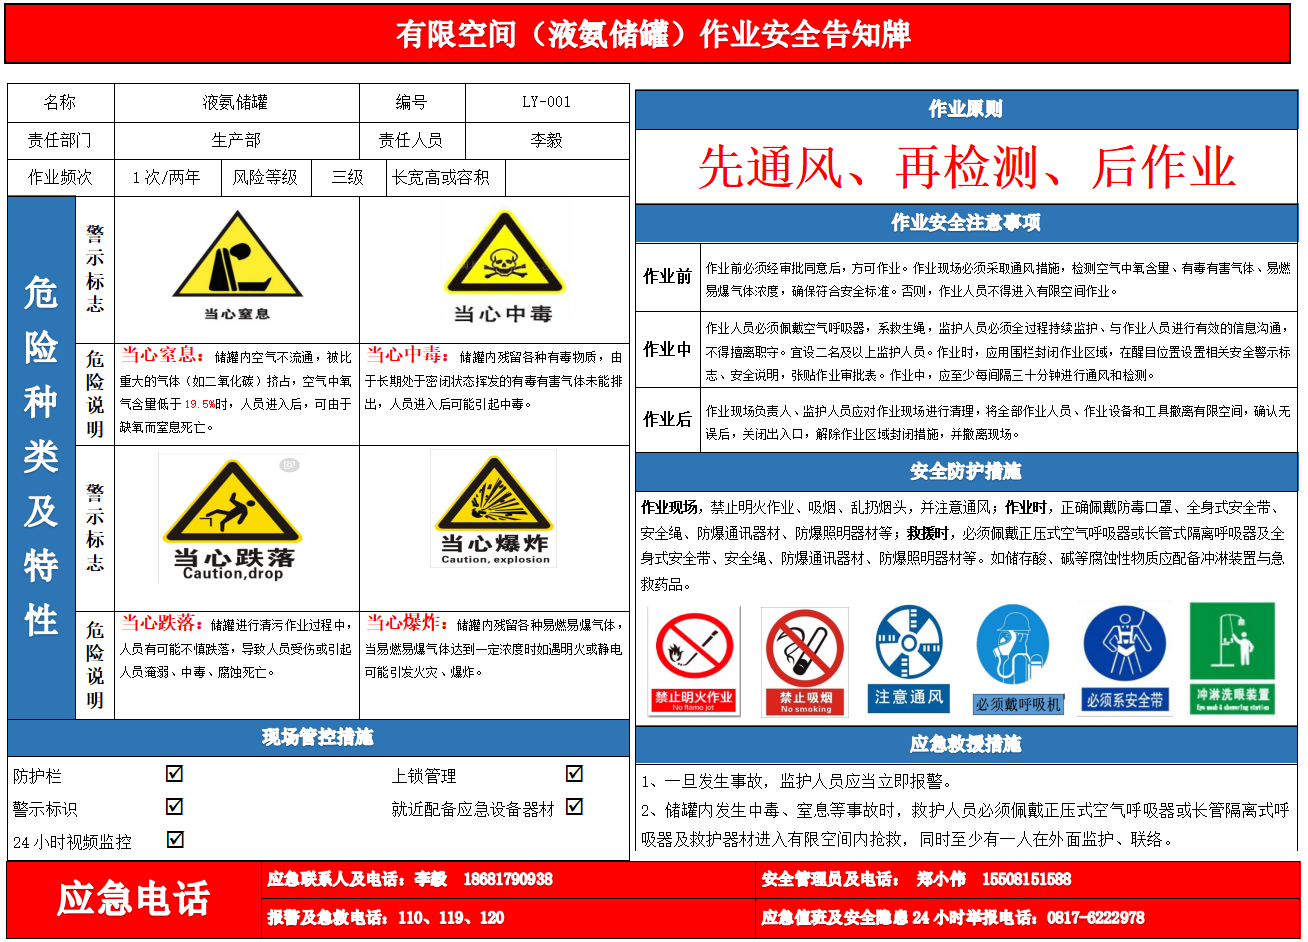 有限空间（液氨储罐）作业安全告知牌
名称 液氨储罐 编号 LY-001
责任部门 生产部 责任人员 李毅
作业频次 1次/两年 风险等级 三级 长宽高或容积
危险种类及特性
警示标志
当心窒息
当心中毒
危险说明
当心窒息：储罐内空气不流通，被比
重大的气体（如二氧化碳）挤占，空气中氧
气含量低于19.5%时，人员进入后，可由于
缺氧而窒息死亡。
当心中毒：储罐内残留各种有毒物质，由
于长期处于密闭状态挥发的有毒有害气体未能排
出，人员进入后可能引起中毒。
警示标志
当心跌落
Caution,drop
当心爆炸
Caution, explosion
危险说明
当心跌落：储罐进行清污作业过程中，
人员有可能不慎跌落，导致人员受伤或引起
人员淹弱、中毒、腐蚀死亡。
当心爆炸：储罐内残留各种易燃易爆气体，
当易燃易爆气体达到一定浓度时如遇明火或静电
可能引发火灾、爆炸。
现场管控措施
防护栏 ☑ 上锁管理 ☑
警示标识 ☑ 就近配备应急设备器材 ☑
24小时视频监控 ☑
作业原则
先通风、再检测、后作业
作业安全注意事项
作业前
作业前必须经审批同意后，方可作业。作业现场必须采取通风措施，检测空气中氧含量、有毒有害气体、易燃
易爆气体浓度，确保符合安全标准。否则，作业人员不得进入有限空间作业。
作业中
作业人员必须佩戴空气呼吸器，系救生绳，监护人员必须全过程持续监护、与作业人员进行有效的信息沟通，
不得擅离职守。宜设二名及以上监护人员。作业时，应用围栏封闭作业区域，在醒目位置设置相关安全警示标
志、安全说明，张贴作业审批表。作业中，应至少每间隔三十分钟进行通风和检测。
作业后
作业现场负责人、监护人员应对作业现场进行清理，将全部作业人员、作业设备和工具撤离有限空间，确认无
误后，关闭出入口，解除作业区域封闭措施，并撤离现场。
安全防护措施
作业现场，禁止明火作业、吸烟、乱扔烟头，并注意通风；作业时，正确佩戴防毒口罩、全身式安全带、
安全绳、防爆通讯器材、防爆照明器材等；救援时，必须佩戴正压式空气呼吸器或长管式隔离呼吸器及全
身式安全带、安全绳、防爆通讯器材、防爆照明器材等。如储存酸、碱等腐蚀性物质应配备冲淋装置与急
救药品。
禁止明火作业
No flame jet
禁止吸烟
No smoking
注意通风
必须戴呼吸机
必须系安全带
冲淋洗眼装置
Eye wash & showering station
应急救援措施
1、一旦发生事故，监护人员应当立即报警。
2、储罐内发生中毒、窒息等事故时，救护人员必须佩戴正压式空气呼吸器或长管隔离式呼
吸器及救护器材进入有限空间内抢救，同时至少有一人在外面监护、联络。
应急电话
应急联系人及电话：李毅 18681790938
安全管理员及电话： 郑小伟 15508151588
报警及急救电话：110、119、120
应急值班及安全隐患24小时举报电话：0817-6222978